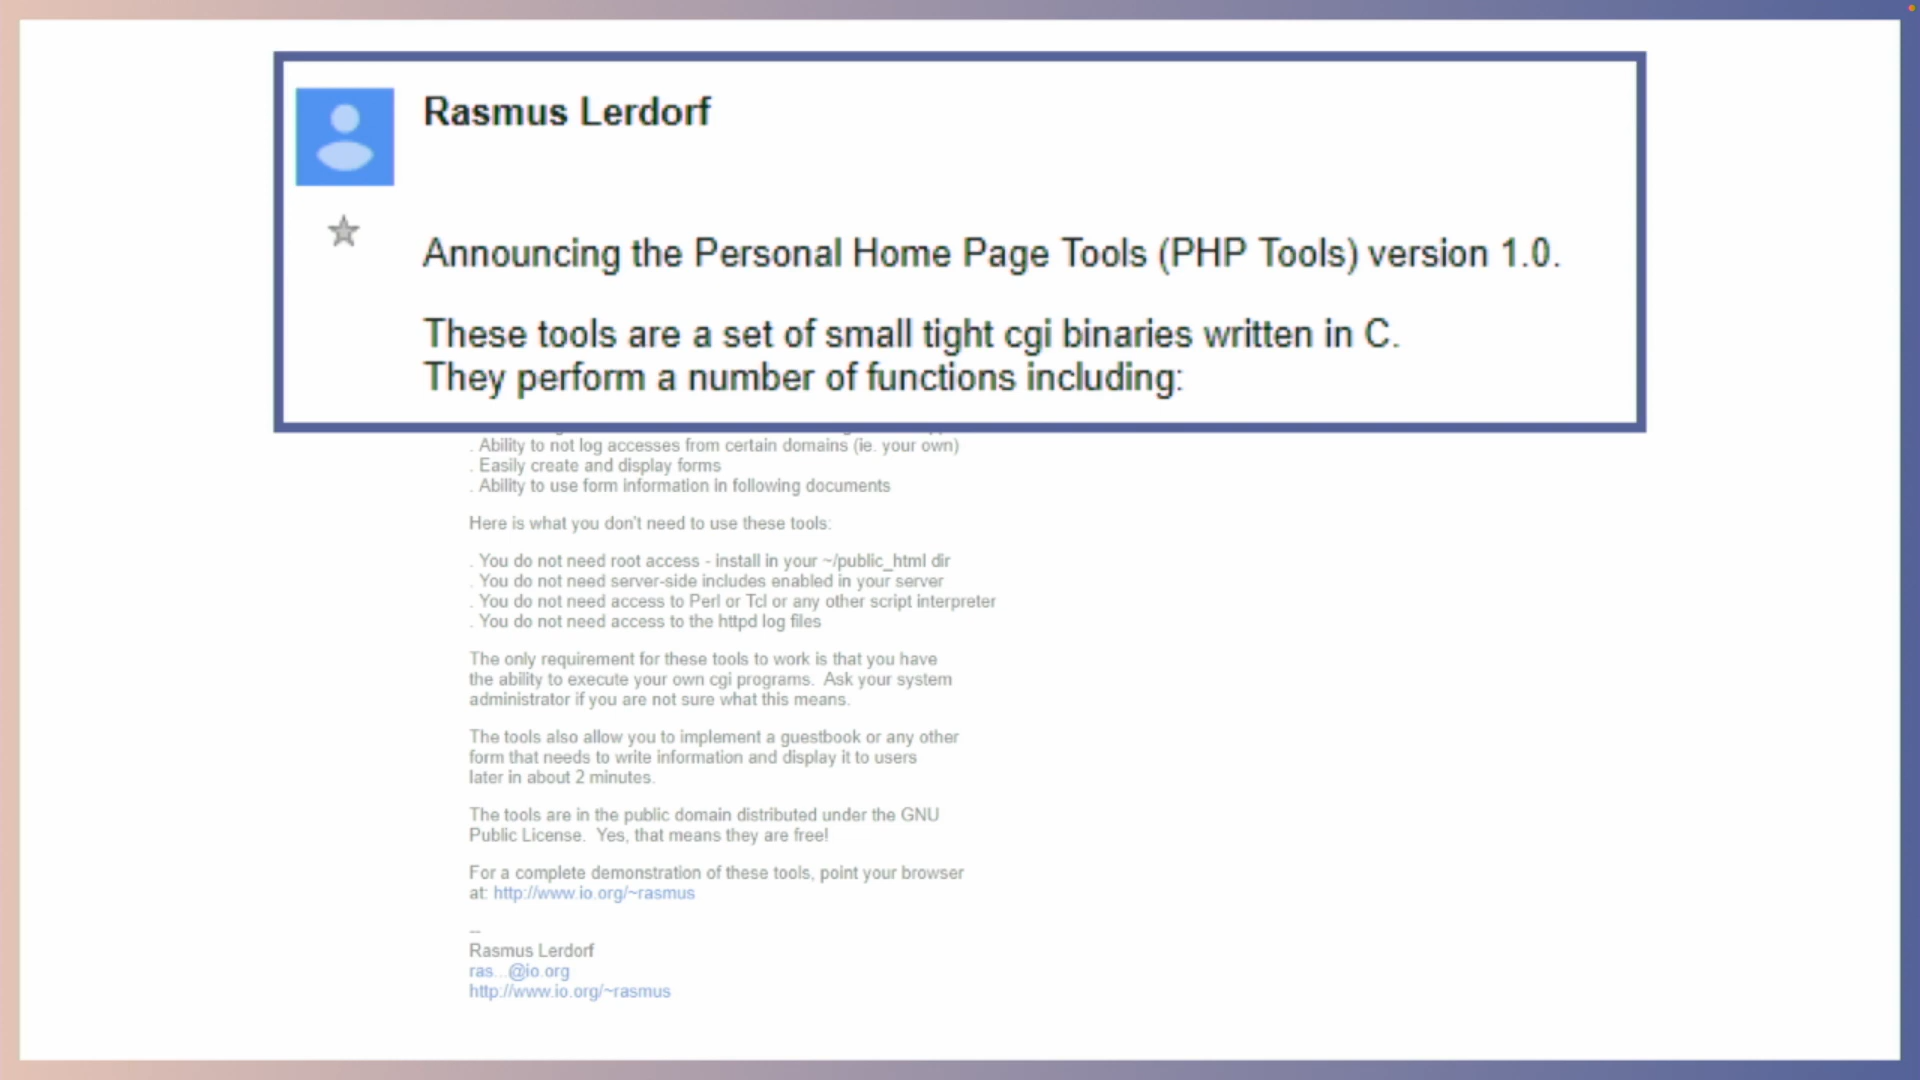 Rasmus Lerdorf
Announcing the Personal Home Page Tools (PHP Tools) version 1.0.
These tools are a set of small tight cgi binaries written in C.
They perform a number of functions including:
. Ability to not log accesses from certain domains (ie. your own)
. Easily create and display forms
. Ability to use form information in following documents
Here is what you don't need to use these tools:
. You do not need root access - install in your ~/public_html dir
. You do not need server-side includes enabled in your server
. You do not need access to Perl or Tcl or any other script interpreter
. You do not need access to the httpd log files
The only requirement for these tools to work is that you have
the ability to execute your own cgi programs.  Ask your system
administrator if you are not sure what this means.
The tools also allow you to implement a guestbook or any other
form that needs to write information and display it to users
later in about 2 minutes.
The tools are in the public domain distributed under the GNU
Public License.  Yes, that means they are free!
For a complete demonstration of these tools, point your browser
at: http://www.io.org/~rasmus
--
Rasmus Lerdorf
ras...@io.org
http://www.io.org/~rasmus